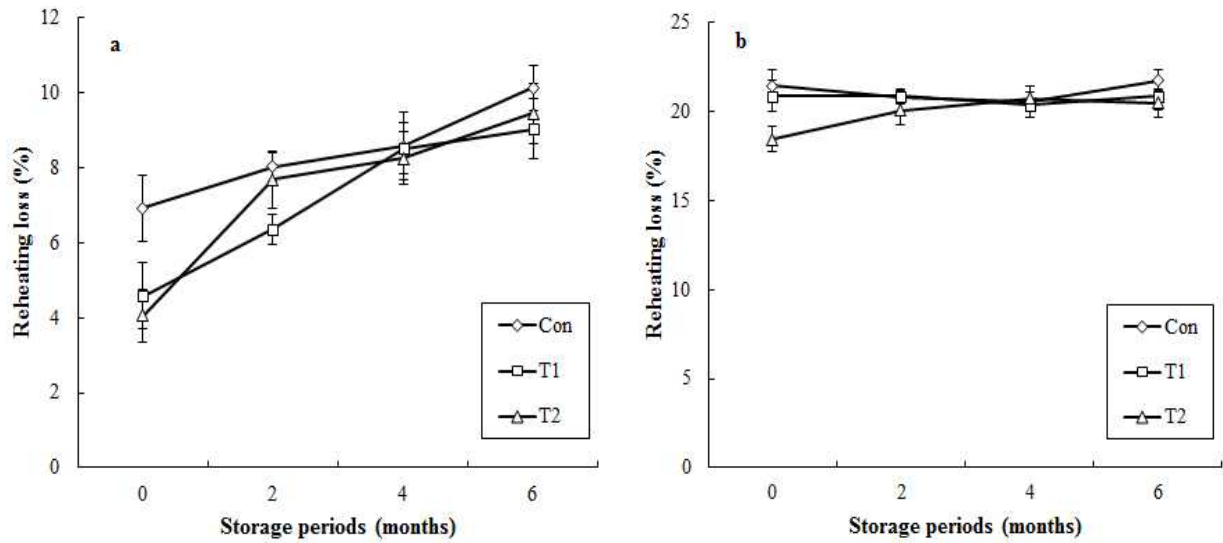 a
Reheating loss (%)
12
10
8
6
4
2
0
0 2 4 6
Storage periods (months)
Con
T1
T2
b
Reheating loss (%)
25
20
15
10
5
0
0 2 4 6
Storage periods (months)
Con
T1
T2